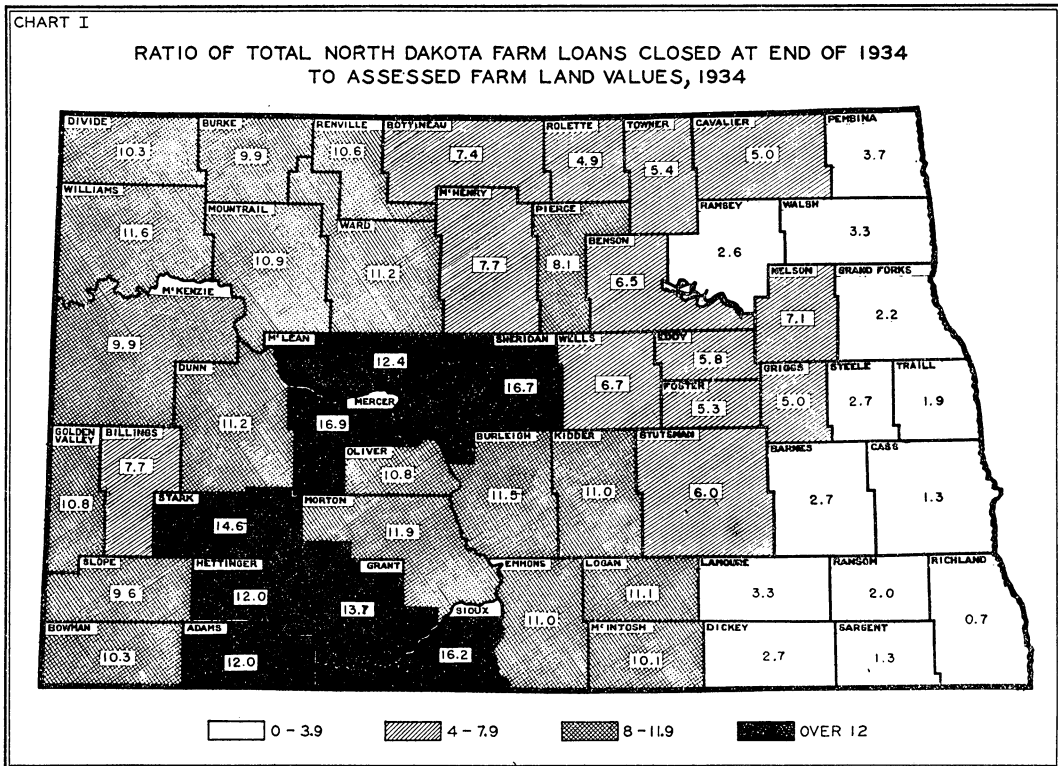 CHART I
RATIO OF TOTAL NORTH DAKOTA FARM LOANS CLOSED AT END OF 1934
TO ASSESSED FARM LAND VALUES, 1934
DIVIDE
10.3
BURKE
9.9
RENVILLE
10.6
BOTTINEAU
7.4
ROLETTE
4.9
TOWNER
5.4
CAVALIER
5.0
PEMBINA
3.7
WILLIAMS
11.6
MOUNTRAIL
10.9
WARD
11.2
McHENRY
7.7
PIERCE
8.1
BENSON
6.5
RAMSEY
2.6
WALSH
3.3
NELSON
7.1
GRAND FORKS
2.2
McKENZIE
9.9
DUNN
11.2
McLEAN
12.4
SHERIDAN
16.7
WELLS
6.7
EDDY
5.8
FOSTER
5.3
GRIGGS
5.0
STEELE
2.7
TRAILL
1.9
MERCER
16.9
OLIVER
10.8
GOLDEN
VALLEY
10.8
BILLINGS
7.7
STARK
14.6
MORTON
11.9
BURLEIGH
11.5
KIDDER
11.0
STUTSMAN
6.0
BARNES
2.7
CASS
1.3
SLOPE
9 6
HETTINGER
12.0
GRANT
13.7
SIOUX
16.2
EMMONS
11.0
LOGAN
11.1
LAMOURE
3.3
RANSOM
2.0
RICHLAND
0.7
BOWMAN
10.3
ADAMS
12.0
McINTOSH
10.1
DICKEY
2.7
SARGENT
1.3
0 - 3.9
4 - 7.9
8 - 11.9
OVER 12